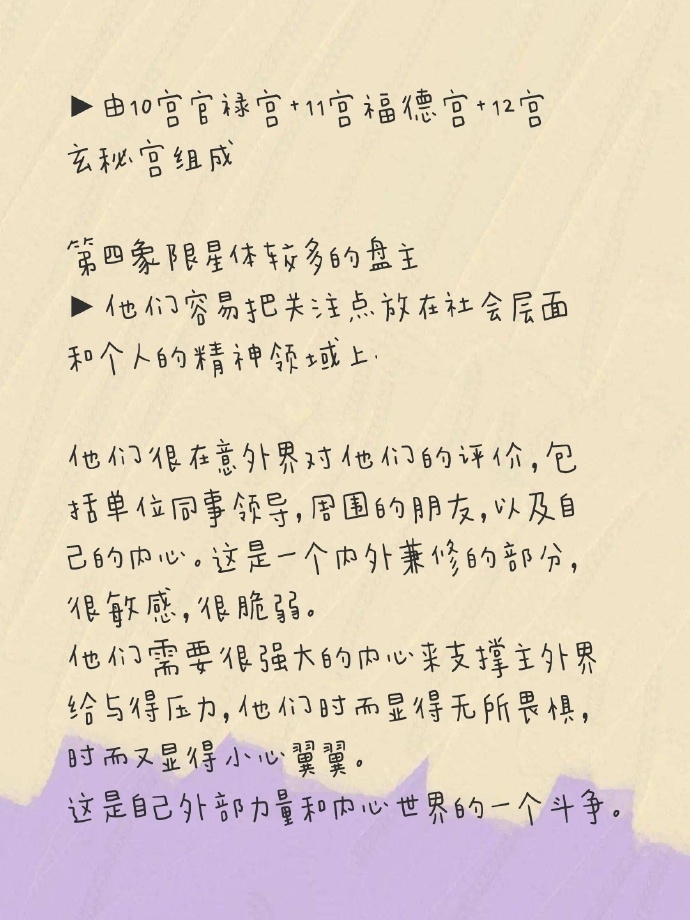 ▶由10宫官禄宫+11宫福德宫+12宫
玄秘宫组成
第四象限星体较多的盘主
▶他们容易把关注点放在社会层面
和个人的精神领域上.
他们很在意外界对他们的评价,包
括单位同事领导,周围的朋友,以及自
己的内心。这是一个内外兼修的部分,
很敏感,很脆弱。
他们需要很强大的内心来支撑主外界
给与得压力,他们时而显得无所畏惧,
时而又显得小心翼翼。
这是自己外部力量和内心世界的一个斗争。